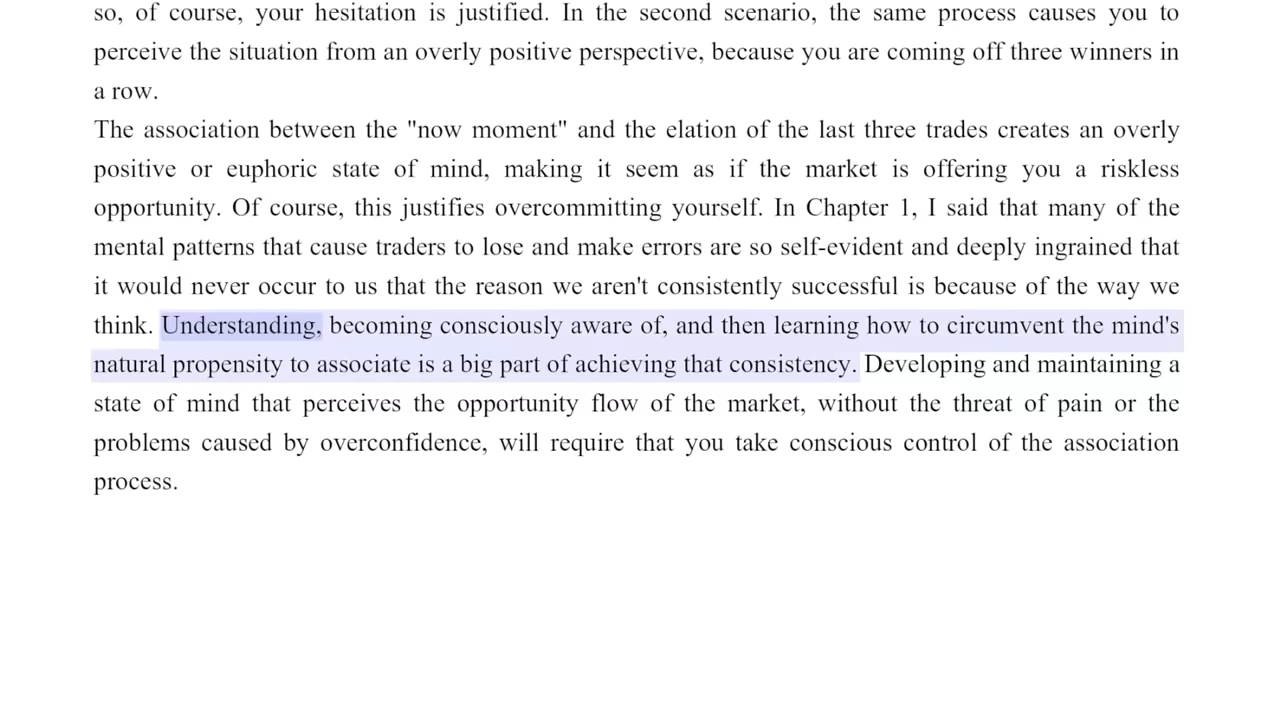 so, of course, your hesitation is justified. In the second scenario, the same process causes you to
perceive the situation from an overly positive perspective, because you are coming off three winners in
a row.
The association between the "now moment" and the elation of the last three trades creates an overly
positive or euphoric state of mind, making it seem as if the market is offering you a riskless
opportunity. Of course, this justifies overcommitting yourself. In Chapter 1, I said that many of the
mental patterns that cause traders to lose and make errors are so self-evident and deeply ingrained that
it would never occur to us that the reason we aren't consistently successful is because of the way we
think. Understanding, becoming consciously aware of, and then learning how to circumvent the mind's
natural propensity to associate is a big part of achieving that consistency. Developing and maintaining a
state of mind that perceives the opportunity flow of the market, without the threat of pain or the
problems caused by overconfidence, will require that you take conscious control of the association
process.